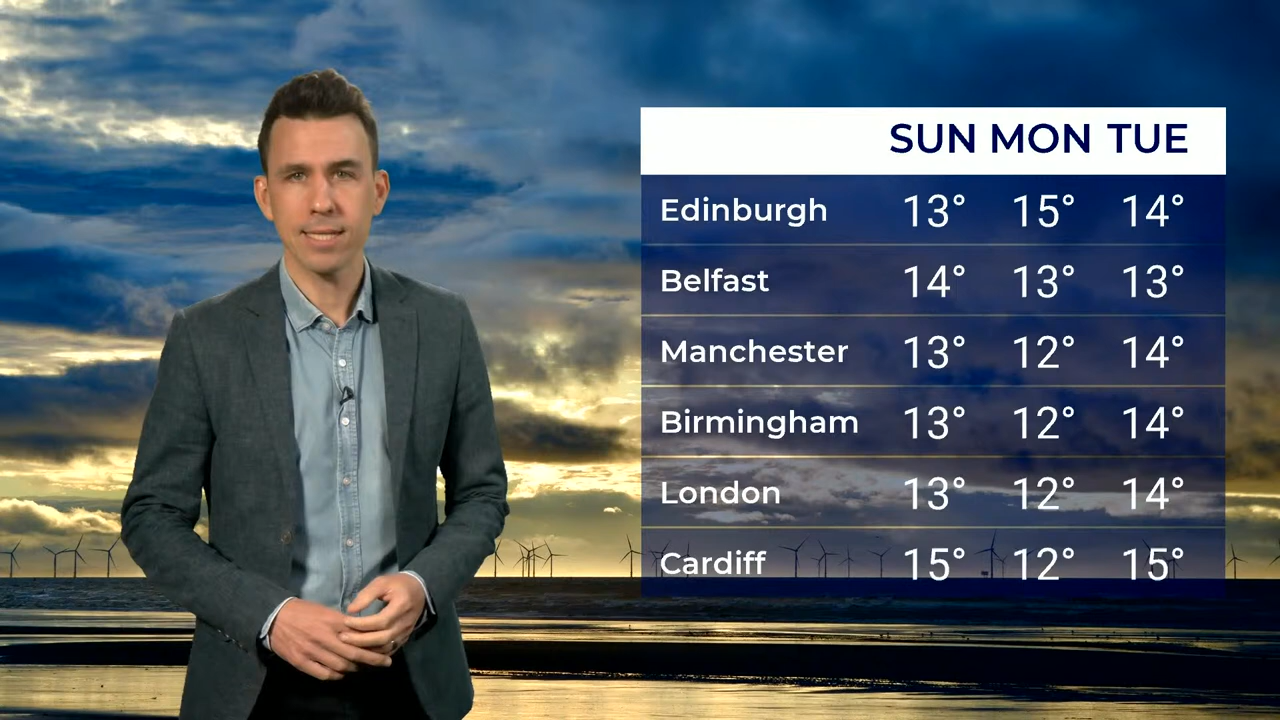 SUN MON TUE
Edinburgh 13° 15° 14°
Belfast 14° 13° 13°
Manchester 13° 12° 14°
Birmingham 13° 12° 14°
London 13° 12° 14°
Cardiff 15° 12° 15°